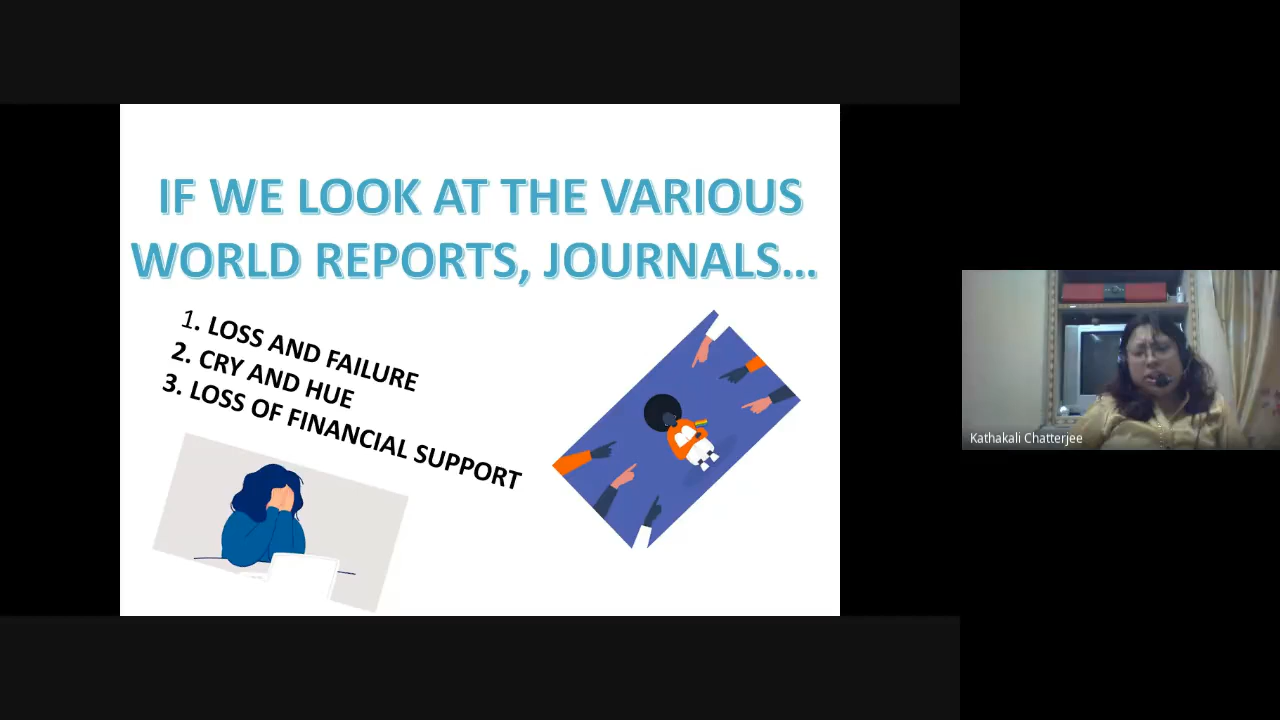 IF WE LOOK AT THE VARIOUS
WORLD REPORTS, JOURNALS...
1. LOSS AND FAILURE
2. CRY AND HUE
3. LOSS OF FINANCIAL SUPPORT
Kathakali Chatterjee